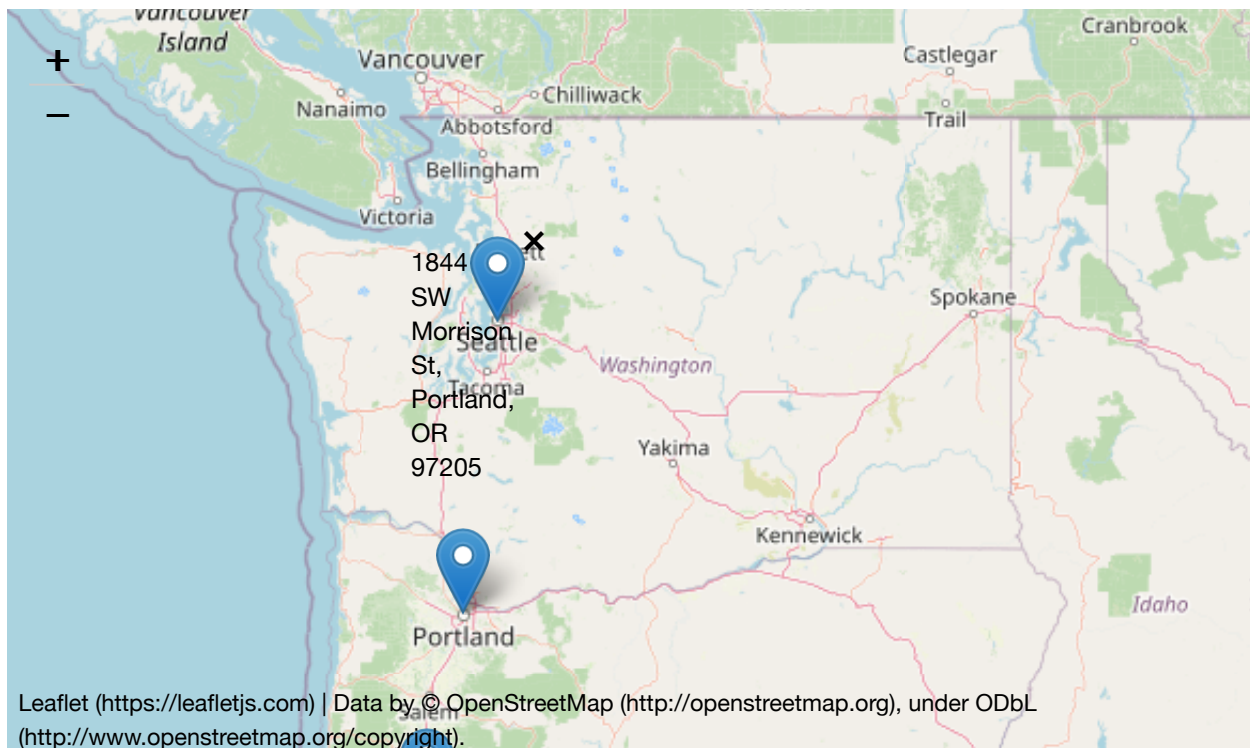 Vancouver
Island
Cranbrook
Castlegar
Vancouver
Chilliwack
Nanaimo
Trail
Abbotsford
Bellingham
Victoria
+
−
×
1844
SW
Morrison
St,
Portland,
OR
97205
Seattle
Spokane
Washington
Tacoma
Yakima
Kennewick
Idaho
Portland
Salem
Leaflet (https://leafletjs.com) | Data by © OpenStreetMap (http://openstreetmap.org), under ODbL
(http://www.openstreetmap.org/copyright).